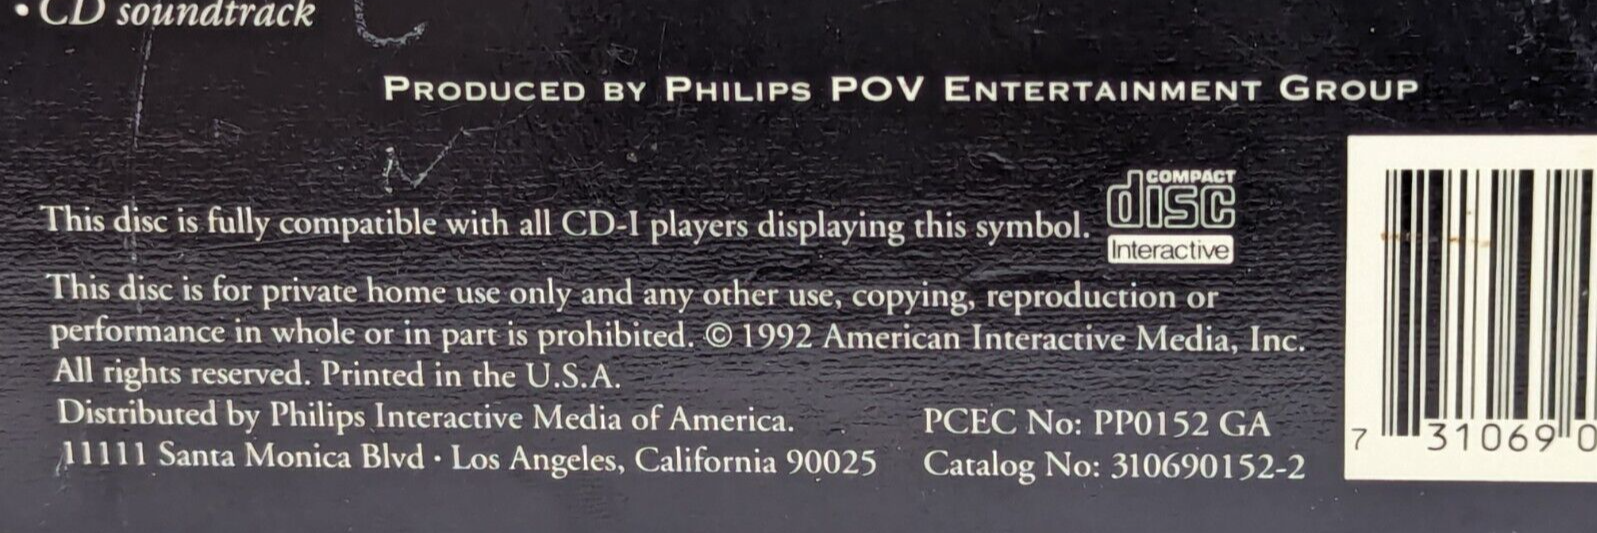 • CD soundtrack
PRODUCED BY PHILIPS POV ENTERTAINMENT GROUP
This disc is fully compatible with all CD-I players displaying this symbol.
COMPACT
disc
Interactive
This disc is for private home use only and any other use, copying, reproduction or
performance in whole or in part is prohibited. © 1992 American Interactive Media, Inc.
All rights reserved. Printed in the U.S.A.
Distributed by Philips Interactive Media of America.
11111 Santa Monica Blvd · Los Angeles, California 90025
PCEC No: PP0152 GA
Catalog No: 310690152-2
7 31069 0